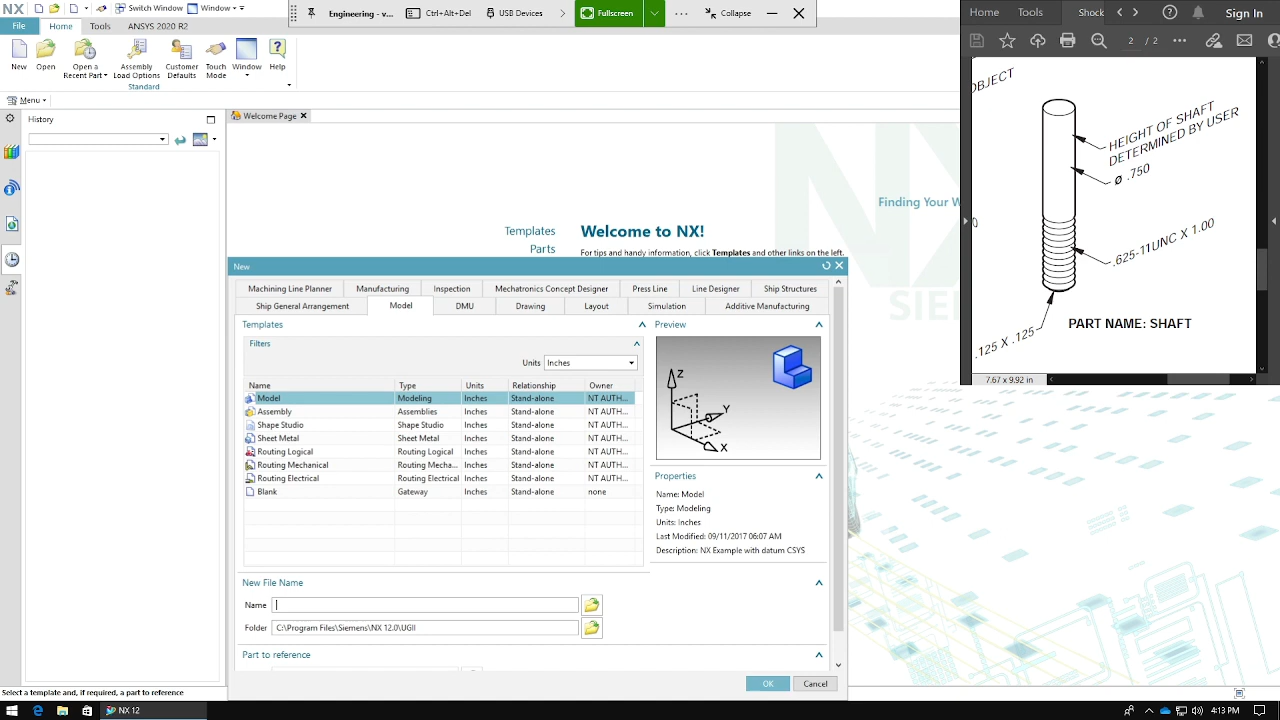 NX
Switch Window
Window
Engineering - v...
Ctrl+Alt+Del
USB Devices
Fullscreen
Collapse
Home
Tools
Shock
Sign In
File
Home
Tools
ANSYS 2020 R2
2 / 2
New
Open
Open a
Recent Part
Assembly
Load Options
Customer
Defaults
Touch
Mode
Window
Help
Standard
Menu
History
Welcome Page
OBJECT
HEIGHT OF SHAFT
DETERMINED BY USER
Ø .750
.625-11UNC X 1.00
.125 X .125
PART NAME: SHAFT
7.67 x 9.92 in
Finding Your W
Templates
Parts
Welcome to NX!
For tips and handy information, click Templates and other links on the left.
New
Machining Line Planner
Manufacturing
Inspection
Mechatronics Concept Designer
Press Line
Line Designer
Ship Structures
Ship General Arrangement
Model
DMU
Drawing
Layout
Simulation
Additive Manufacturing
Templates
Filters
Units
Inches
Name Type Units Relationship Owner
Model Modeling Inches Stand-alone NT AUTH...
Assembly Assemblies Inches Stand-alone NT AUTH...
Shape Studio Shape Studio Inches Stand-alone NT AUTH...
Sheet Metal Sheet Metal Inches Stand-alone NT AUTH...
Routing Logical Routing Logical Inches Stand-alone NT AUTH...
Routing Mechanical Routing Mecha... Inches Stand-alone NT AUTH...
Routing Electrical Routing Electrical Inches Stand-alone NT AUTH...
Blank Gateway Inches Stand-alone none
Preview
Z
Y
X
Properties
Name: Model
Type: Modeling
Units: Inches
Last Modified: 09/11/2017 06:07 AM
Description: NX Example with datum CSYS
New File Name
Name
Folder C:\Program Files\Siemens\NX 12.0\UGII
Part to reference
OK
Cancel
Select a template and, if required, a part to reference
NX 12
4:13 PM